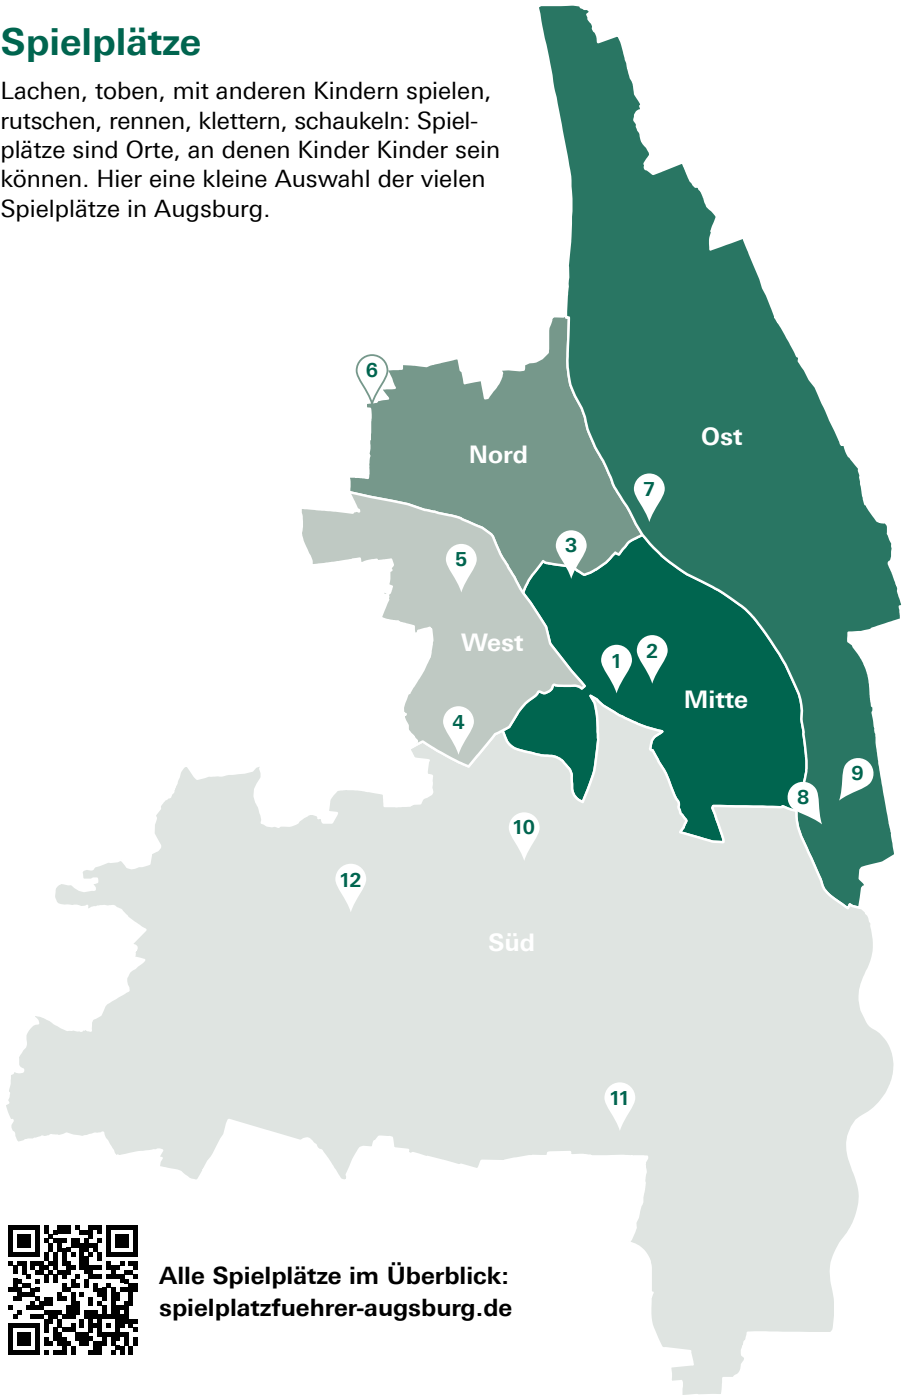 Spielplätze
Lachen, toben, mit anderen Kindern spielen,
rutschen, rennen, klettern, schaukeln: Spiel-
plätze sind Orte, an denen Kinder Kinder sein
können. Hier eine kleine Auswahl der vielen
Spielplätze in Augsburg.
6
Ost
Nord
7
3
5
West
1
2
Mitte
4
9
8
10
12
Süd
11
Alle Spielplätze im Überblick:
spielplatzfuehrer-augsburg.de